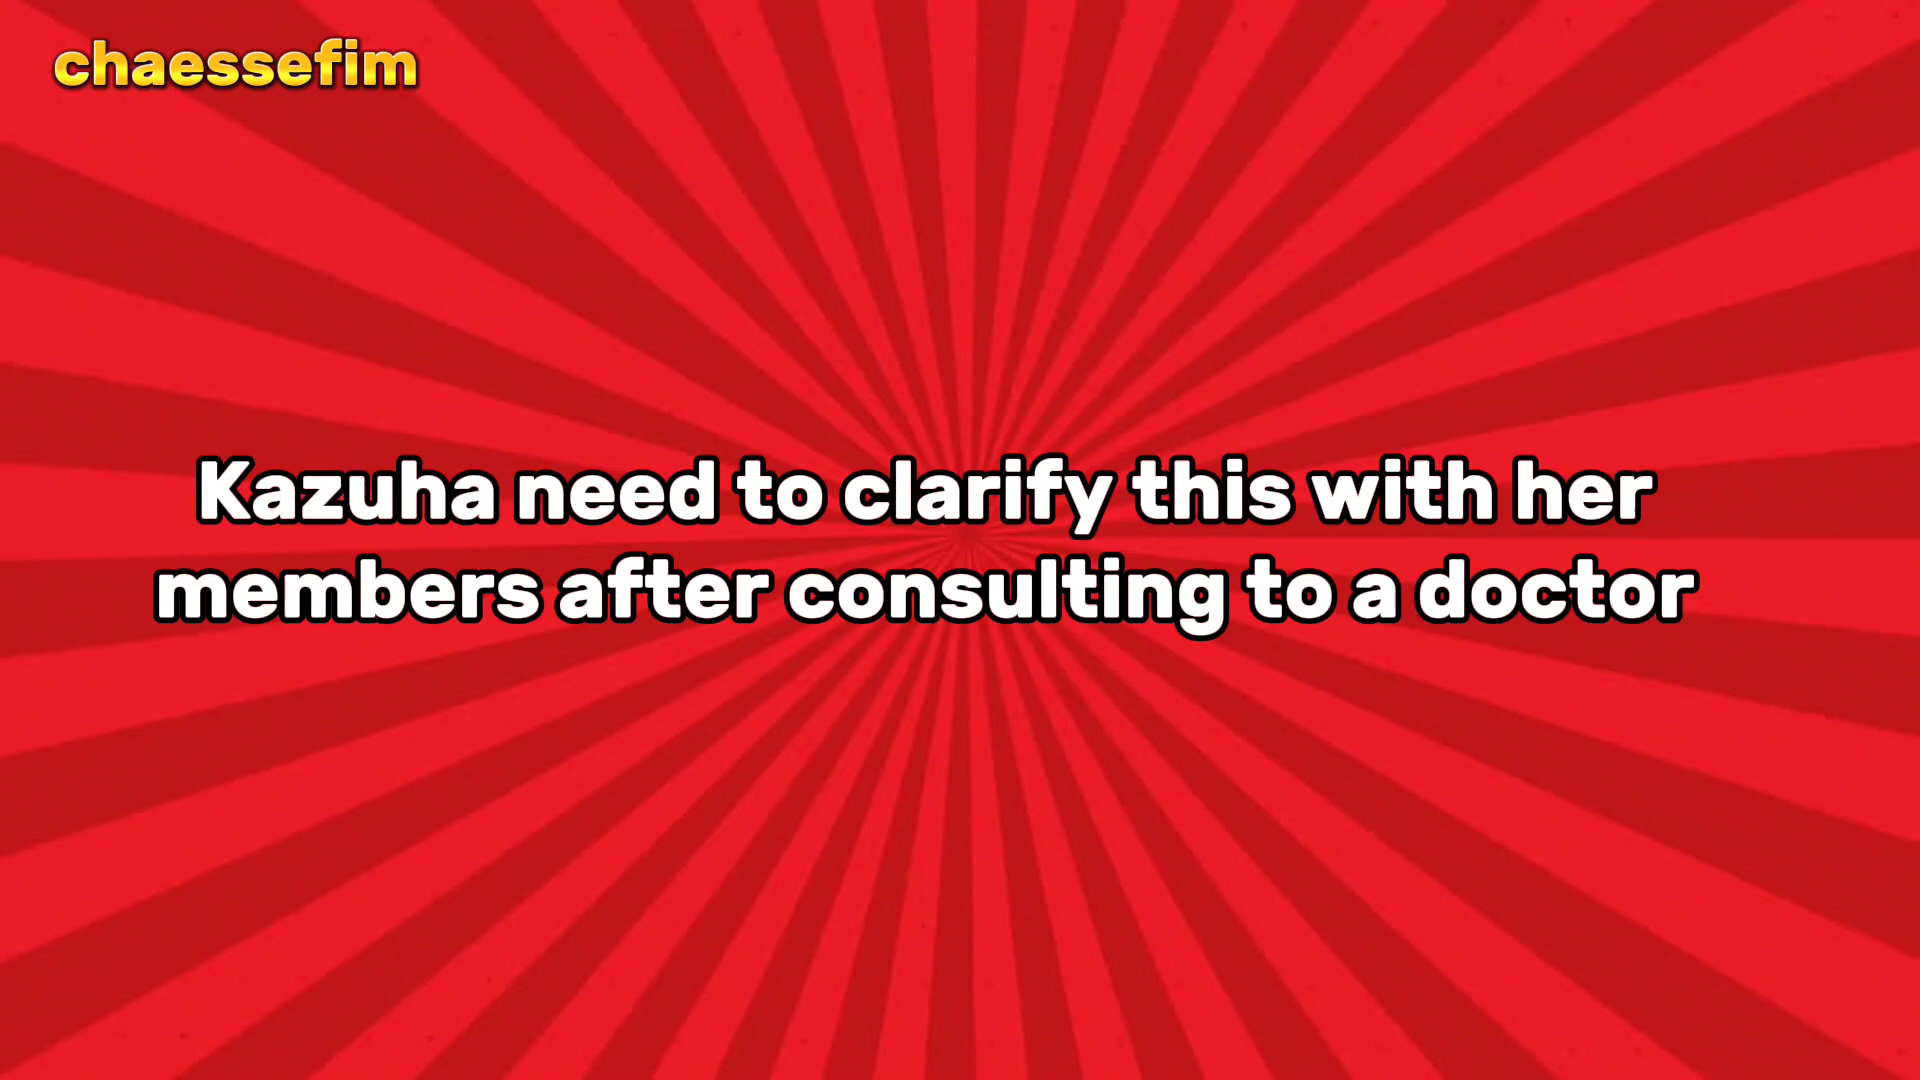 chaessefim
Kazuha need to clarify this with her
members after consulting to a doctor